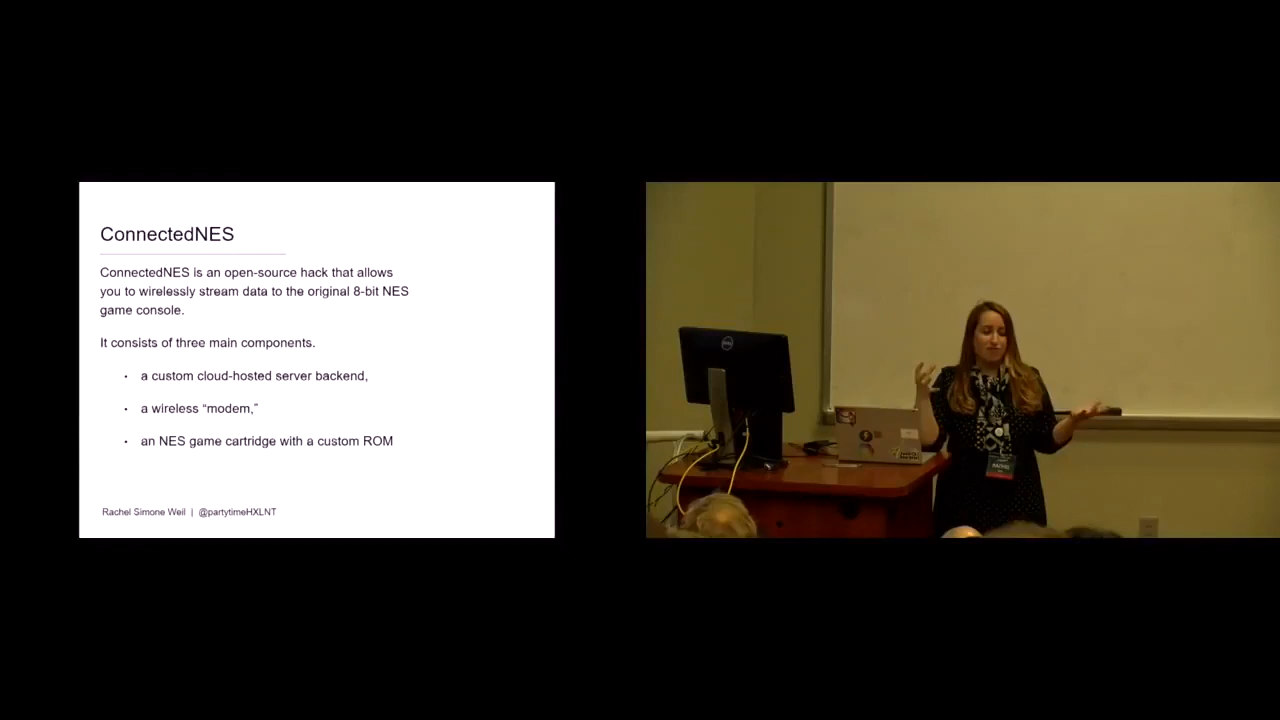 ConnectedNES
ConnectedNES is an open-source hack that allows
you to wirelessly stream data to the original 8-bit NES
game console.
It consists of three main components.
• a custom cloud-hosted server backend,
• a wireless “modem,”
• an NES game cartridge with a custom ROM
Rachel Simone Weil | @partytimeHXLNT
DELL
RACHEL